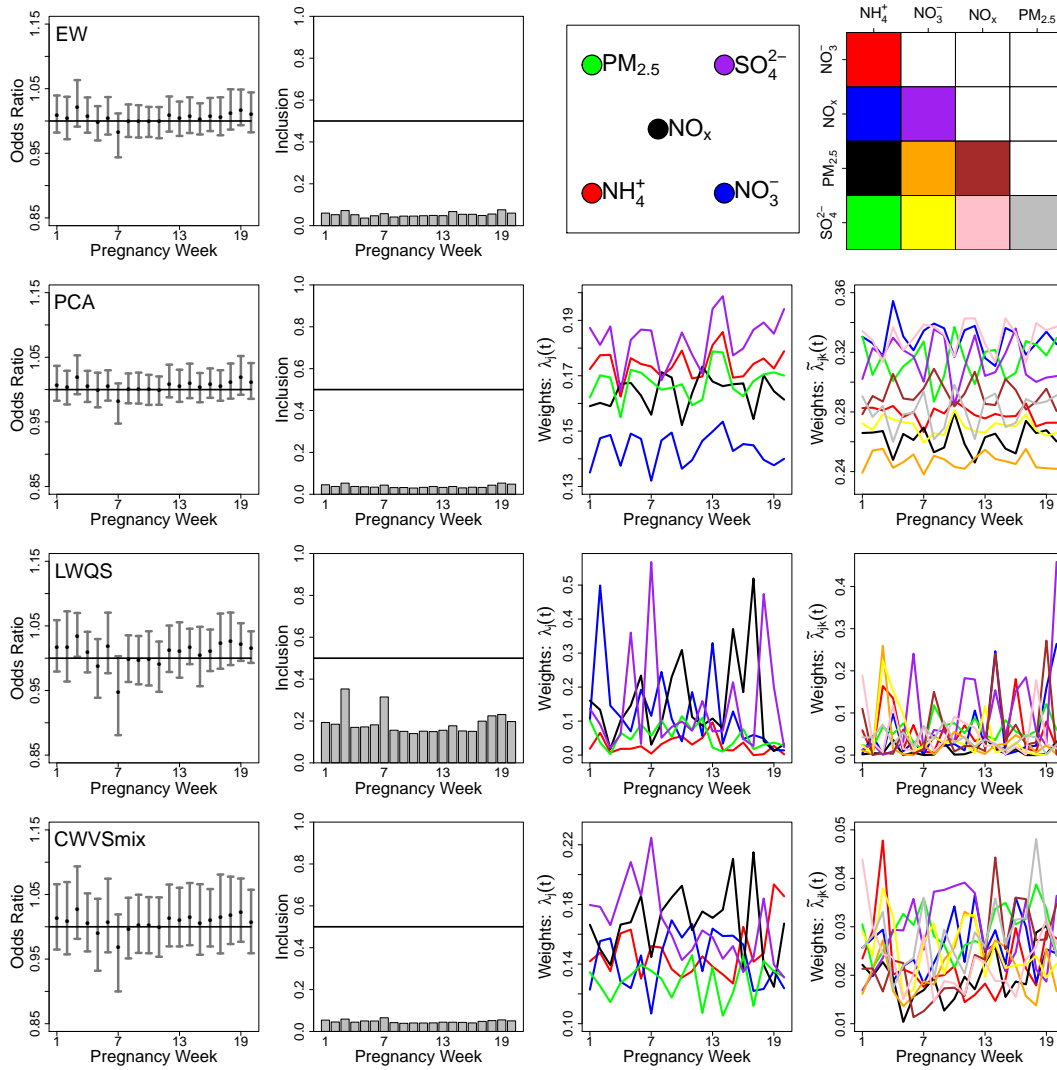 EW
Odds Ratio
0.85 0.95 1.05 1.15
1 7 13 19
Pregnancy Week
Inclusion
0.0 0.2 0.4 0.6 0.8 1.0
1 7 13 19
Pregnancy Week
PM₂.₅
SO₄²⁻
NOₓ
NH₄⁺
NO₃⁻
NH₄⁺ NO₃⁻ NOₓ PM₂.₅
NO₃⁻
NOₓ
PM₂.₅
SO₄²⁻
PCA
Odds Ratio
0.85 0.95 1.05 1.15
1 7 13 19
Pregnancy Week
Inclusion
0.0 0.2 0.4 0.6 0.8 1.0
1 7 13 19
Pregnancy Week
Weights: λⱼ(t)
0.13 0.15 0.17 0.19
1 7 13 19
Pregnancy Week
Weights: λ̃ⱼₖ(t)
0.24 0.28 0.32 0.36
1 7 13 19
Pregnancy Week
LWQS
Odds Ratio
0.85 0.95 1.05 1.15
1 7 13 19
Pregnancy Week
Inclusion
0.0 0.2 0.4 0.6 0.8 1.0
1 7 13 19
Pregnancy Week
Weights: λⱼ(t)
0.0 0.1 0.2 0.3 0.4 0.5
1 7 13 19
Pregnancy Week
Weights: λ̃ⱼₖ(t)
0.0 0.1 0.2 0.3 0.4
1 7 13 19
Pregnancy Week
CWVSmix
Odds Ratio
0.85 0.95 1.05 1.15
1 7 13 19
Pregnancy Week
Inclusion
0.0 0.2 0.4 0.6 0.8 1.0
1 7 13 19
Pregnancy Week
Weights: λⱼ(t)
0.10 0.14 0.18 0.22
1 7 13 19
Pregnancy Week
Weights: λ̃ⱼₖ(t)
0.01 0.02 0.03 0.04 0.05
1 7 13 19
Pregnancy Week